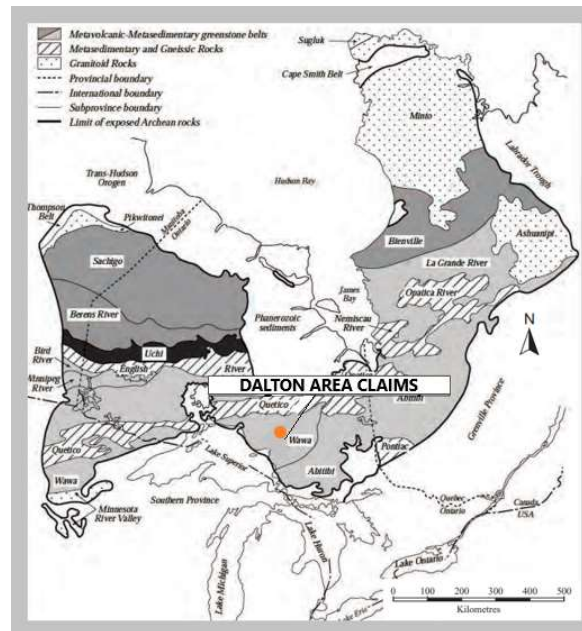 Metavolcanic-Metasedimentary greenstone belts
Metasedimentary and Gneissic Rocks
Granitoid Rocks
Provincial boundary
International boundary
Subprovince boundary
Limit of exposed Archean rocks
Sugluk
Cape Smith Belt
Minto
Labrador Trough
Trans-Hudson
Orogen
Hudson Bay
Thompson
Belt
Pikwitonei
Manitoba
Ontario
Ashuanipi
Bienville
Sachigo
La Grande River
James
Bay
Opatica River
Berens River
Phanerozoic
sediments
Nemiscau
River
N
Bird
River
Uchi
English
River
Winnipeg
River
DALTON AREA CLAIMS
Abitibi
Quetico
Grenville Province
Wawa
Quetico
Pontiac
Lake Superior
Abitibi
Wawa
Southern Province
Minnesota
River Valley
Quebec
Ontario
Canada
USA
Lake Huron
Lake Michigan
Lake Ontario
Lake Erie
0 100 200 300 400 500
Kilometres